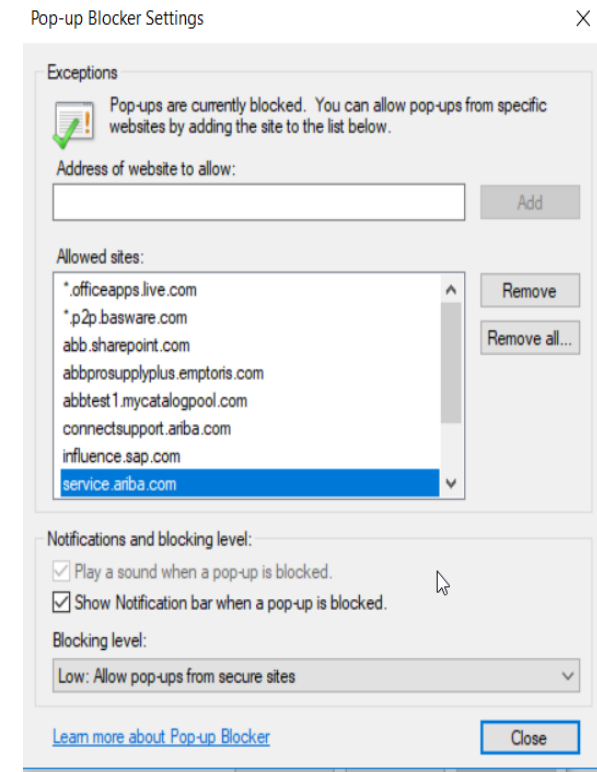 Pop-up Blocker Settings
Exceptions
Pop-ups are currently blocked. You can allow pop-ups from specific
websites by adding the site to the list below.
Address of website to allow:
Add
Allowed sites:
*.officeapps.live.com
*.p2p.basware.com
abb.sharepoint.com
abbprosupplyplus.emptoris.com
abbtest1.mycatalogpool.com
connectsupport.ariba.com
influence.sap.com
service.ariba.com
Remove
Remove all...
Notifications and blocking level:
Play a sound when a pop-up is blocked.
Show Notification bar when a pop-up is blocked.
Blocking level:
Low: Allow pop-ups from secure sites
Learn more about Pop-up Blocker
Close